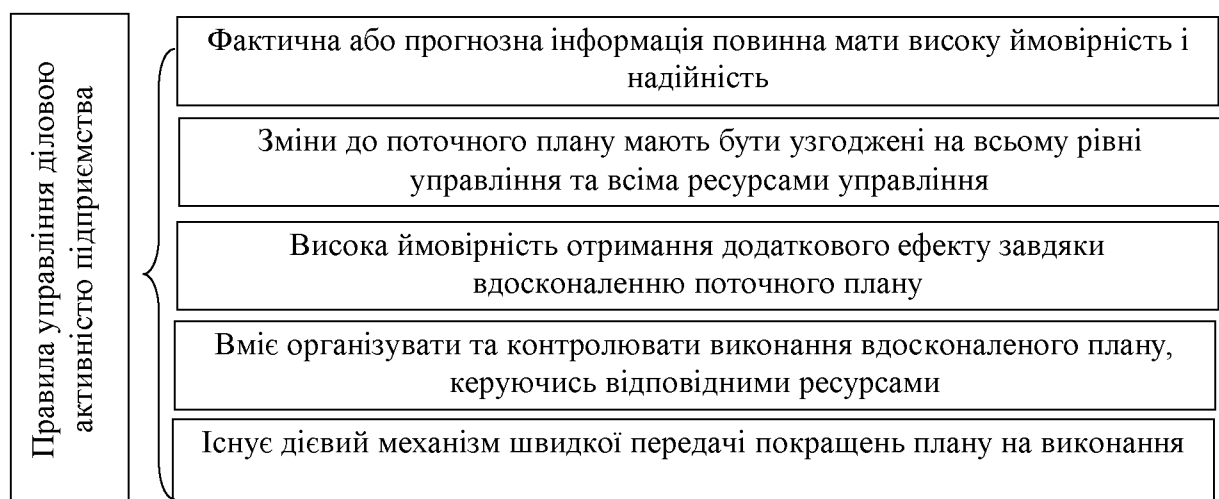 Правила управління діловою
активністю підприємства
Фактична або прогнозна інформація повинна мати високу ймовірність і
надійність
Зміни до поточного плану мають бути узгоджені на всьому рівні
управління та всіма ресурсами управління
Висока ймовірність отримання додаткового ефекту завдяки
вдосконаленню поточного плану
Вміє організувати та контролювати виконання вдосконаленого плану,
керуючись відповідними ресурсами
Існує дієвий механізм швидкої передачі покращень плану на виконання